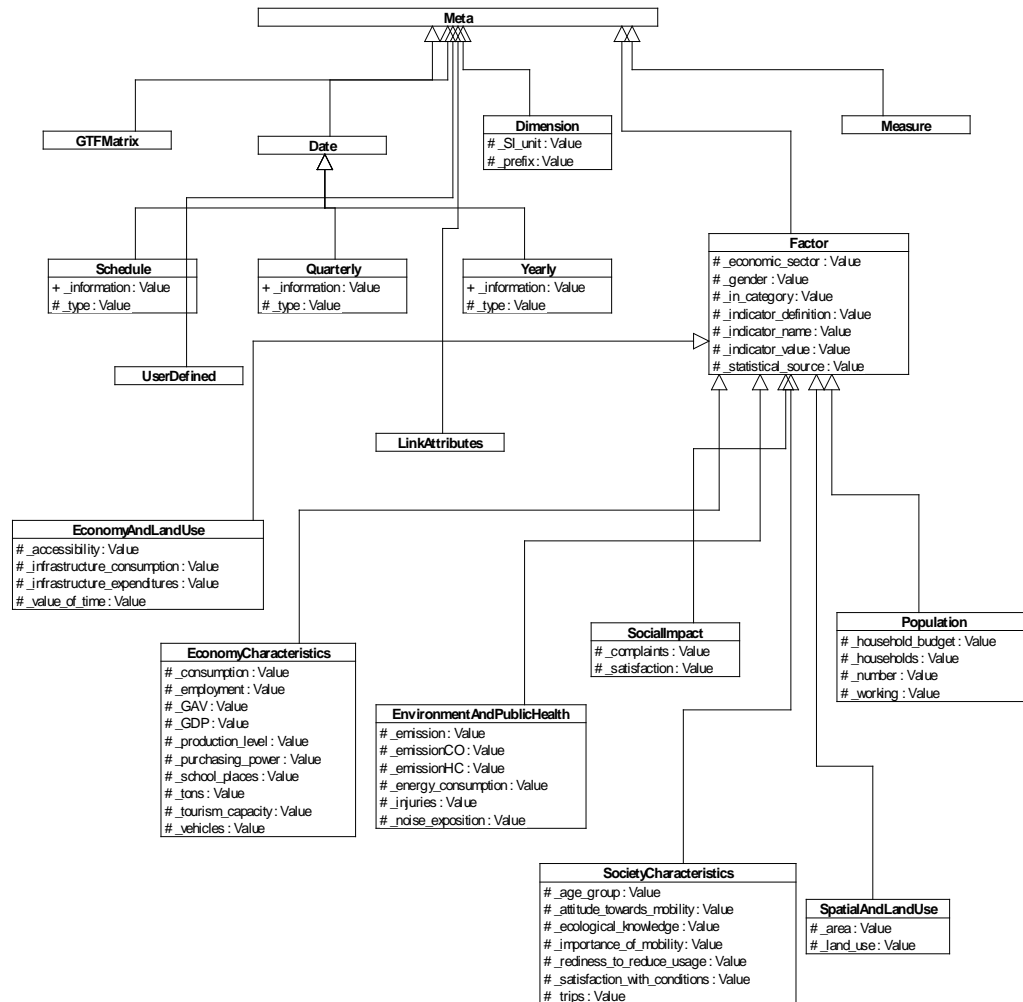 Meta
GTFMatrix
Date
Dimension
# _SI_unit : Value
# _prefix : Value
Measure
Schedule
+ _information : Value
# _type : Value
Quarterly
+ _information : Value
# _type : Value
Yearly
+ _information : Value
# _type : Value
Factor
# _economic_sector : Value
# _gender : Value
# _in_category : Value
# _indicator_definition : Value
# _indicator_name : Value
# _indicator_value : Value
# _statistical_source : Value
UserDefined
LinkAttributes
EconomyAndLandUse
# _accessibility : Value
# _infrastructure_consumption : Value
# _infrastructure_expenditures : Value
# _value_of_time : Value
EconomyCharacteristics
# _consumption : Value
# _employment : Value
# _GAV : Value
# _GDP : Value
# _production_level : Value
# _purchasing_power : Value
# _school_places : Value
# _tons : Value
# _tourism_capacity : Value
# _vehicles : Value
EnvironmentAndPublicHealth
# _emission : Value
# _emissionCO : Value
# _emissionHC : Value
# _energy_consumption : Value
# _injuries : Value
# _noise_exposition : Value
SocialImpact
# _complaints : Value
# _satisfaction : Value
Population
# _household_budget : Value
# _households : Value
# _number : Value
# _working : Value
SocietyCharacteristics
# _age_group : Value
# _attitude_towards_mobility : Value
# _ecological_knowledge : Value
# _importance_of_mobility : Value
# _rediness_to_reduce_usage : Value
# _satisfaction_with_conditions : Value
# _trips : Value
SpatialAndLandUse
# _area : Value
# _land_use : Value